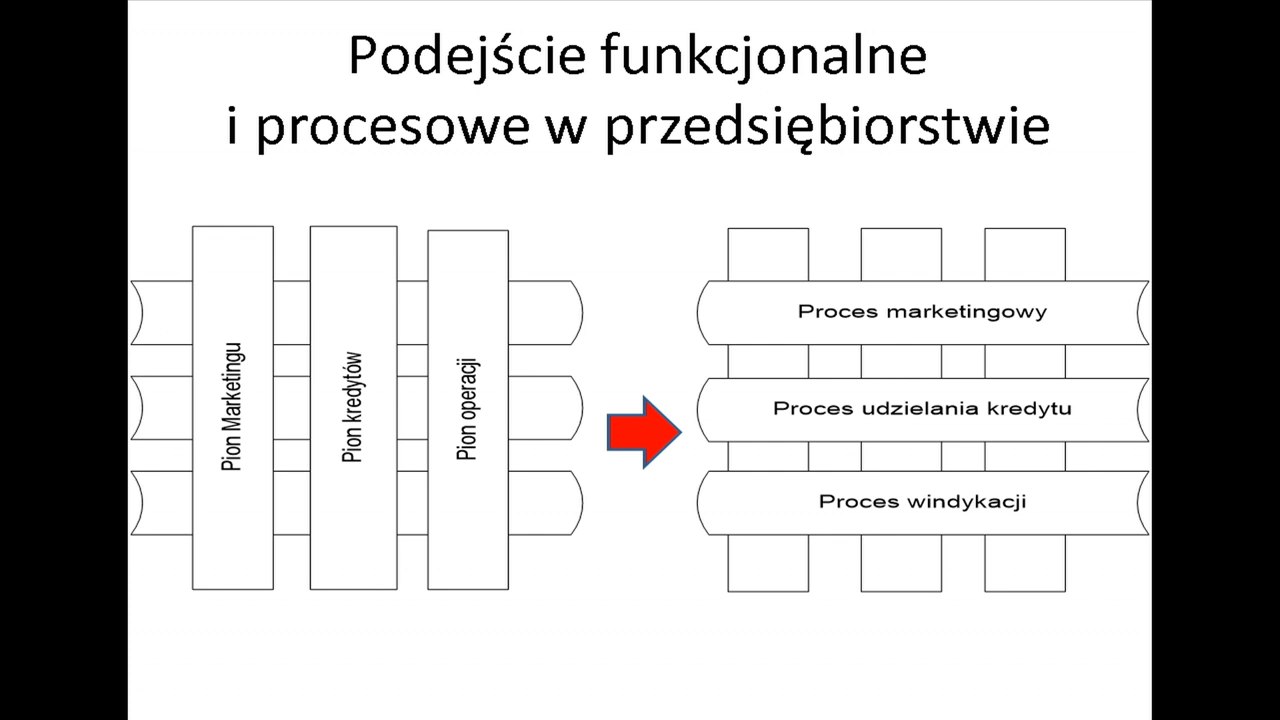 Podejście funkcjonalne
i procesowe w przedsiębiorstwie
Pion Marketingu
Pion kredytów
Pion operacji
Proces marketingowy
Proces udzielania kredytu
Proces windykacji